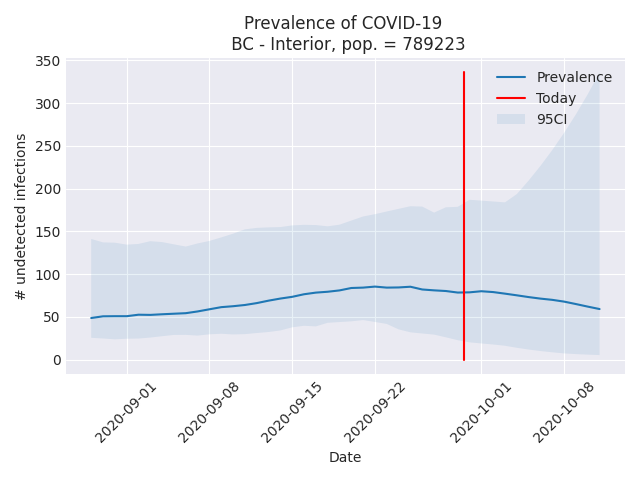 Prevalence of COVID-19
BC - Interior, pop. = 789223
350
300
250
200
150
100
50
0
# undetected infections
Prevalence
Today
95CI
2020-09-01
2020-09-08
2020-09-15
2020-09-22
2020-10-01
2020-10-08
Date